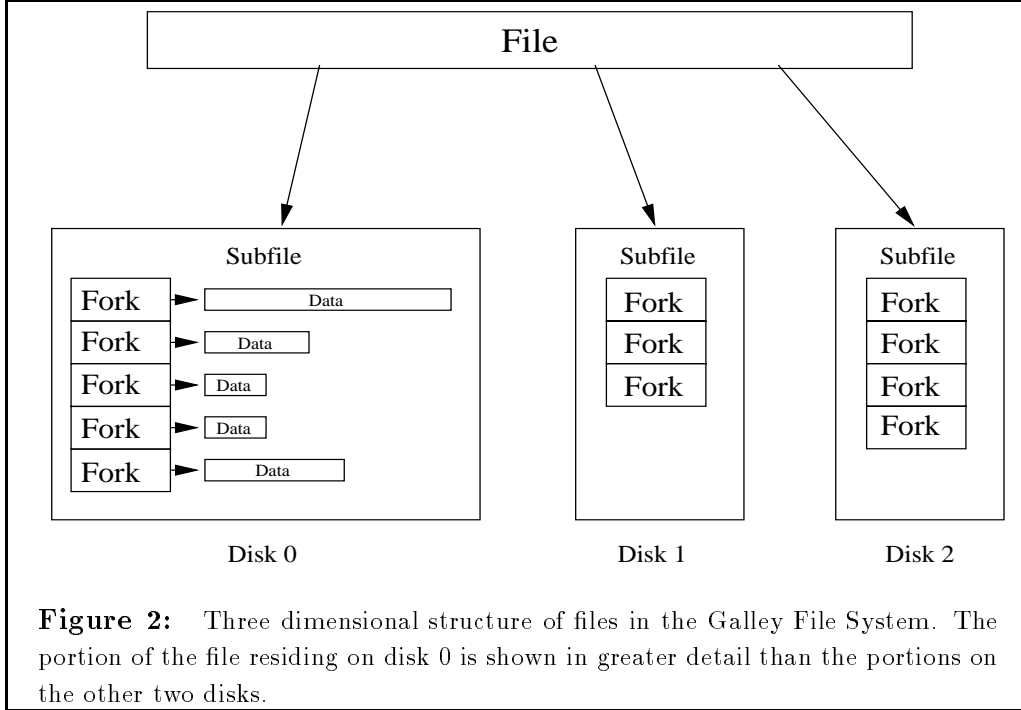 File
Subfile
Fork
Data
Fork
Data
Fork
Data
Fork
Data
Fork
Data
Disk 0
Subfile
Fork
Fork
Fork
Disk 1
Subfile
Fork
Fork
Fork
Fork
Disk 2
Figure 2: Three dimensional structure of files in the Galley File System. The
portion of the file residing on disk 0 is shown in greater detail than the portions on
the other two disks.